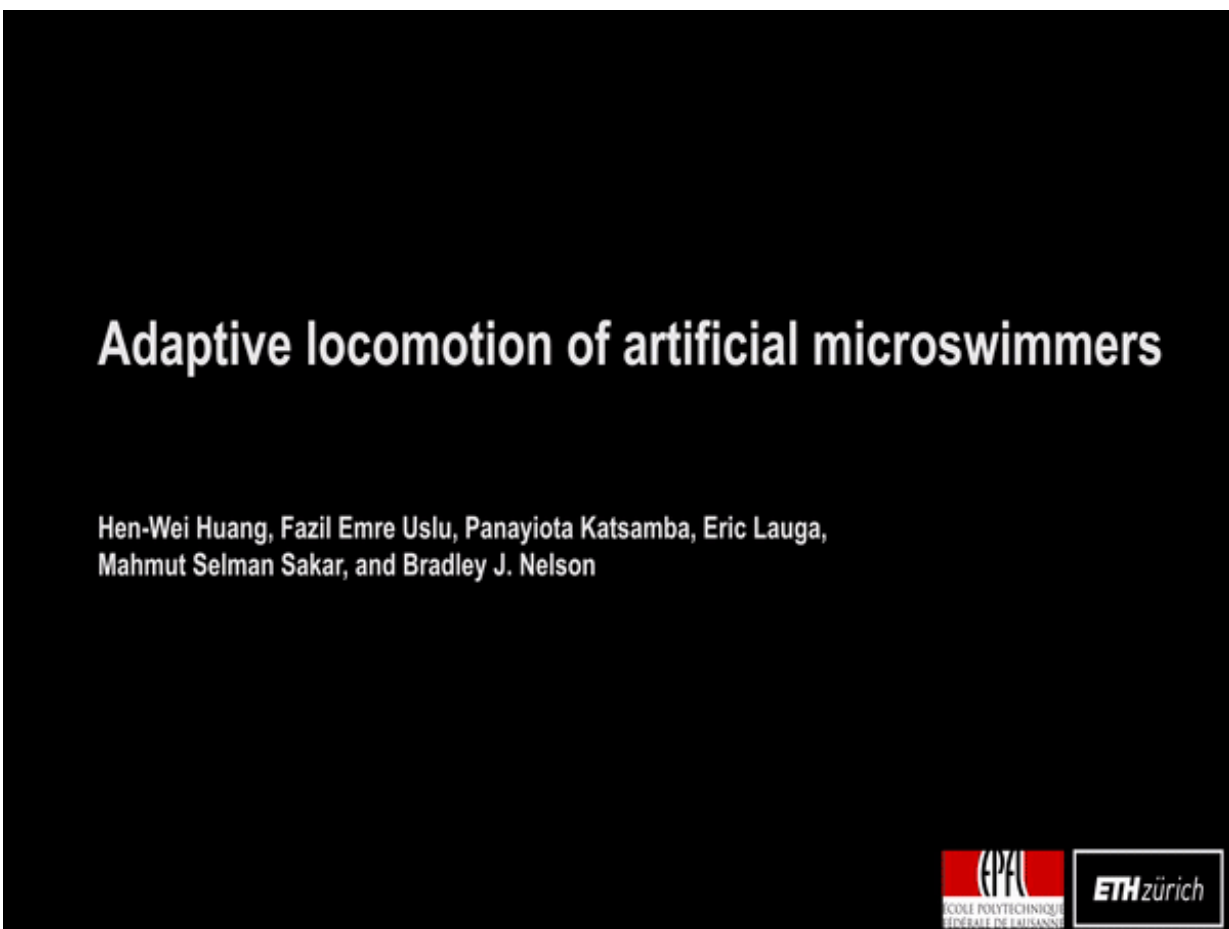 Adaptive locomotion of artificial microswimmers
Hen-Wei Huang, Fazil Emre Uslu, Panayiota Katsamba, Eric Lauga,
Mahmut Selman Sakar, and Bradley J. Nelson
EPFL
ÉCOLE POLYTECHNIQUE
FÉDÉRALE DE LAUSANNE
ETH zürich